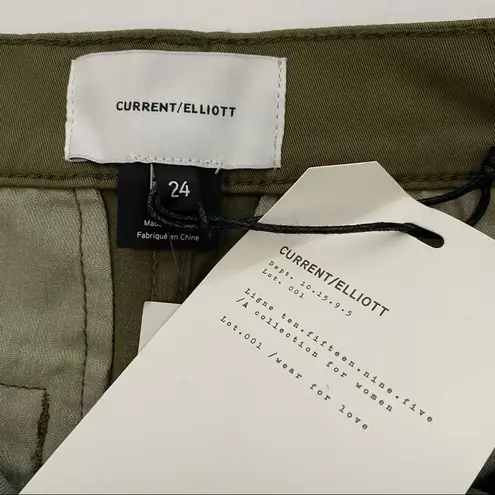 CURRENT/ELLIOTT
24
Fabriqué en Chine
CURRENT/ELLIOTT
Dept. 10.15.9.5
Lot. 001
Ligne ten.fifteen.nine.five
/A collection for women
Lot.001 /wear for love